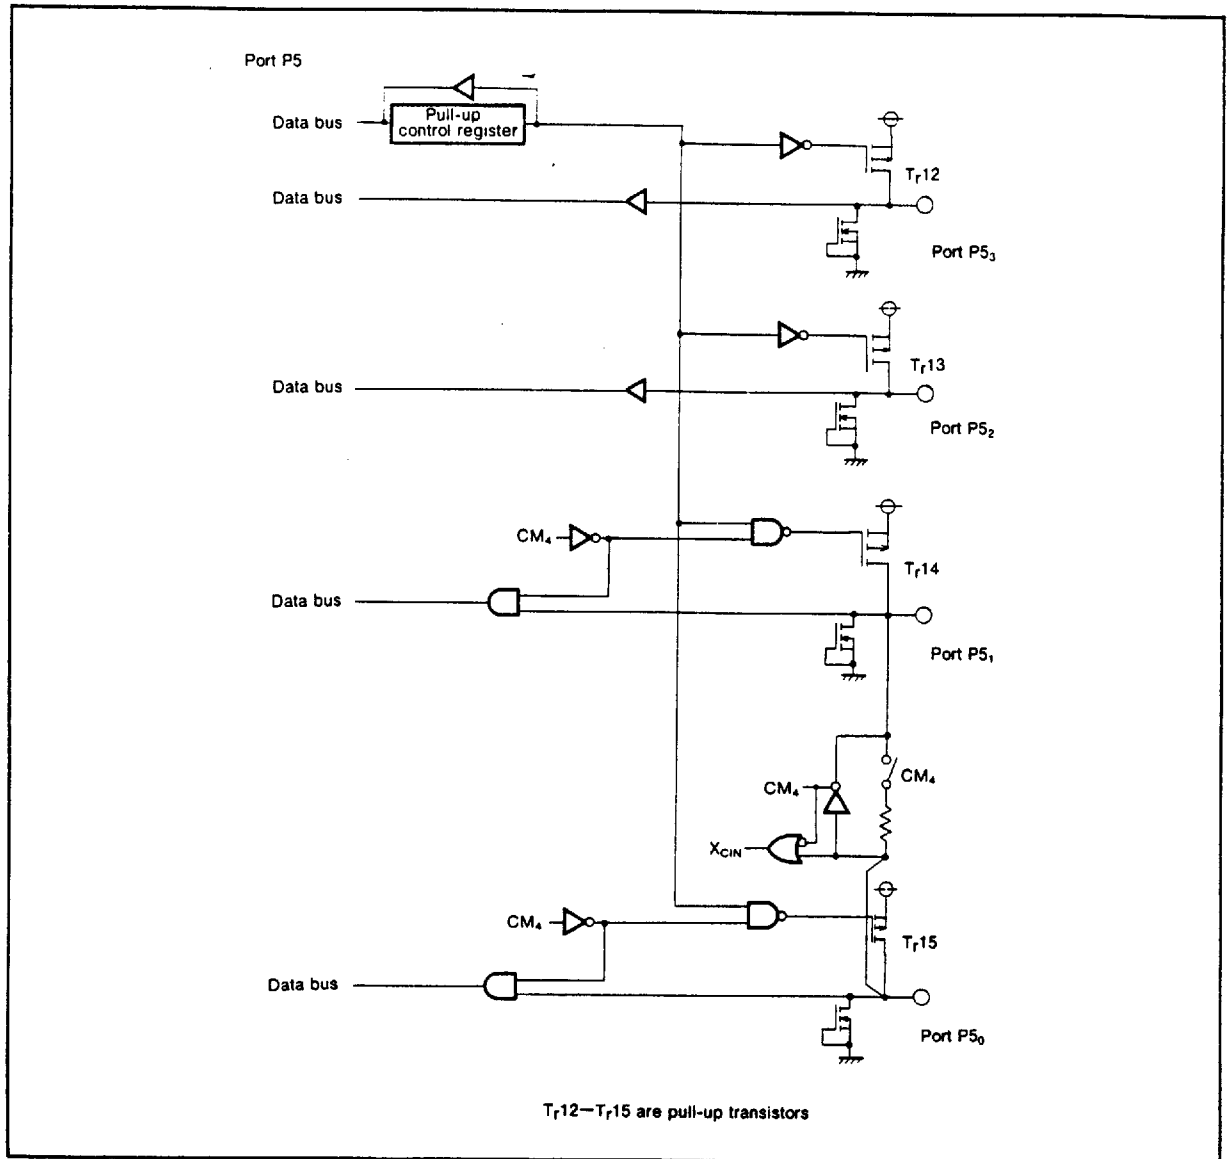 Port P5
Data bus
Pull-up
control register
Tr12
Data bus
Port P5₃
Tr13
Data bus
Port P5₂
CM₄
Tr14
Data bus
Port P5₁
CM₄
CM₄
XCIN
CM₄
Tr15
Data bus
Port P5₀
Tr12—Tr15 are pull-up transistors